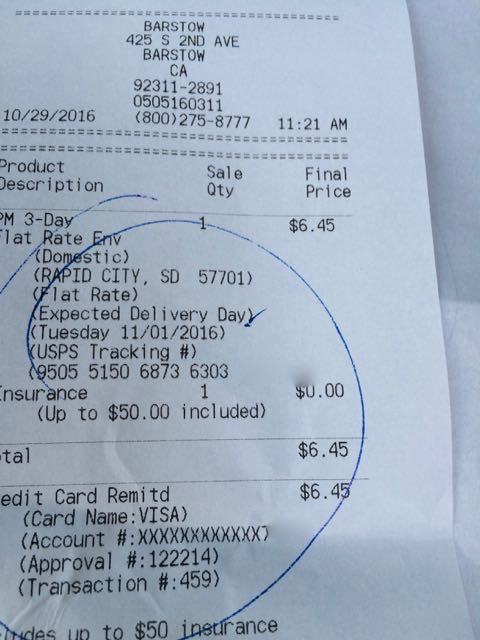 BARSTOW
425 S 2ND AVE
BARSTOW
CA
92311-2891
0505160311
10/29/2016 (800)275-8777 11:21 AM
Product Sale Final
Description Qty Price
PM 3-Day 1 $6.45
Flat Rate Env
(Domestic)
(RAPID CITY, SD 57701)
(Flat Rate)
(Expected Delivery Day)
(Tuesday 11/01/2016)
(USPS Tracking #)
(9505 5150 6873 6303
Insurance 1 $0.00
(Up to $50.00 included)
tal $6.45
edit Card Remitd $6.45
(Card Name:VISA)
(Account #:XXXXXXXXXXXX
(Approval #:122214)
(Transaction #:459)
ludes up to $50 insurance